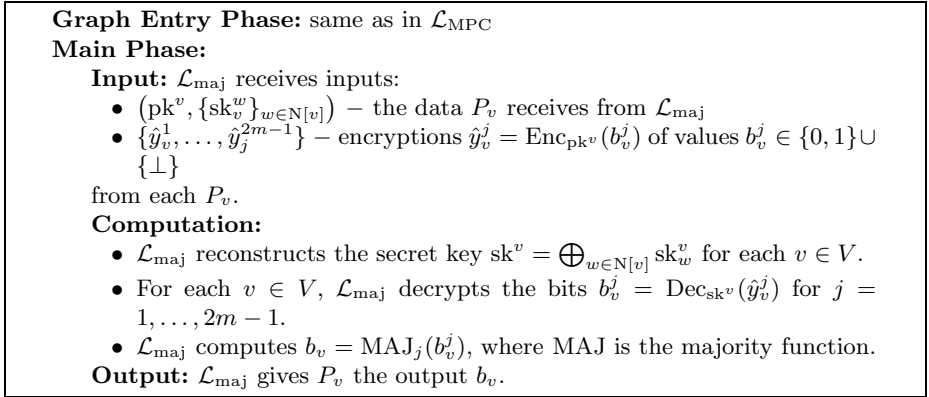 Graph Entry Phase: same as in ℒ_MPC
Main Phase:
Input: ℒ_maj receives inputs:
• (pk^v, {sk_v^w}_{w∈N[v]}) – the data P_v receives from ℒ_maj
• {ŷ_v^1, . . . , ŷ_j^{2m−1}} – encryptions ŷ_v^j = Enc_{pk^v}(b_v^j) of values b_v^j ∈ {0, 1}∪
{⊥}
from each P_v.
Computation:
• ℒ_maj reconstructs the secret key sk^v = ⊕_{w∈N[v]} sk_w^v for each v ∈ V.
• For each v ∈ V, ℒ_maj decrypts the bits b_v^j = Dec_{sk^v}(ŷ_v^j) for j =
1, . . . , 2m − 1.
• ℒ_maj computes b_v = MAJ_j(b_v^j), where MAJ is the majority function.
Output: ℒ_maj gives P_v the output b_v.